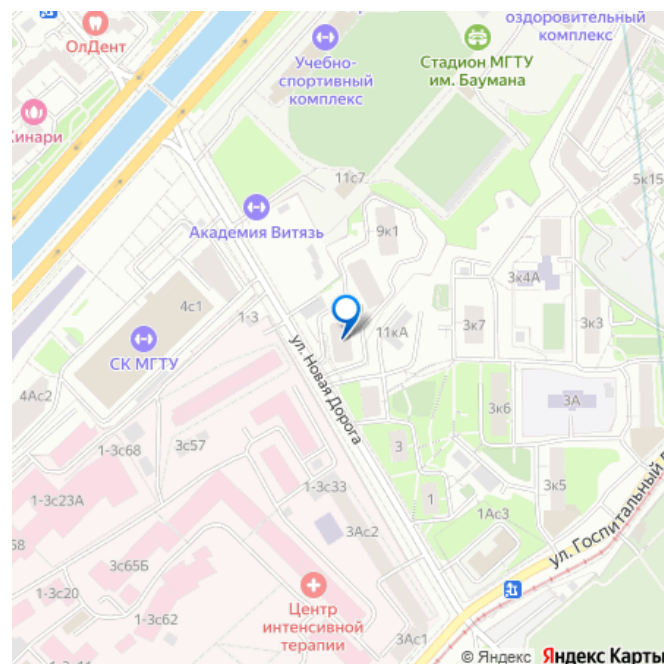 оздоровительный
комплекс
ОлДент
Учебно-
спортивный
комплекс
Стадион МГТУ
им. Баумана
Кинари
5к15
11с7
Академия Витязь
9к1
3к4А
4с1
1-3
11кА
3к7
3к3
СК МГТУ
ул. Новая Дорога
4Ас2
3к6
3А
3с57
3
1-3с68
1-3с33
3к5
1-3с23А
1
1Ас3
3Ас2
58
3с65Б
ул. Госпитальный
1-3с20
Центр
интенсивной
терапии
1-3с62
3Ас1
1-3с11
© Яндекс Яндекс Карты